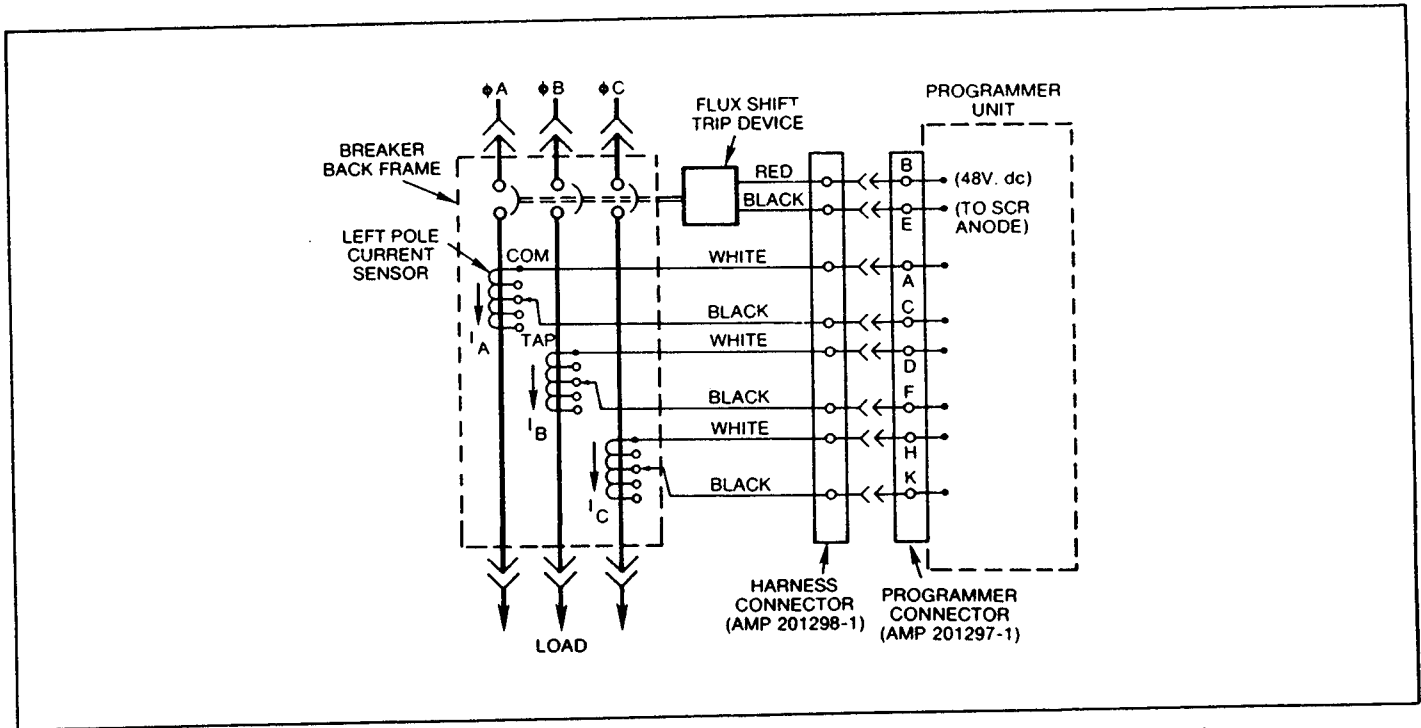 ϕA ϕB ϕC
FLUX SHIFT
TRIP DEVICE
PROGRAMMER
UNIT
BREAKER
BACK FRAME
RED
B
(48V. dc)
BLACK
E
(TO SCR
ANODE)
LEFT POLE
CURRENT
SENSOR
COM
WHITE
A
I A
TAP
BLACK
C
WHITE
D
I B
BLACK
F
WHITE
H
I C
BLACK
K
LOAD
HARNESS
CONNECTOR
(AMP 201298-1)
PROGRAMMER
CONNECTOR
(AMP 201297-1)